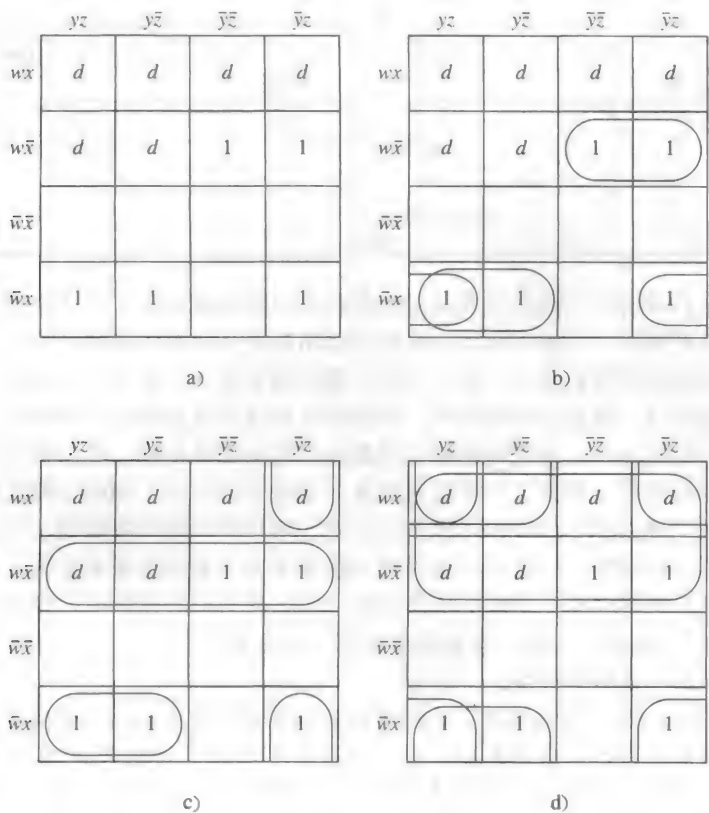 yz yz̄ ȳz̄ ȳz
wx d d d d
wx̄ d d 1 1
w̄x̄
w̄x 1 1 1
a)
yz yz̄ ȳz̄ ȳz
wx d d d d
wx̄ d d 1 1
w̄x̄
w̄x 1 1 1
b)
yz yz̄ ȳz̄ ȳz
wx d d d d
wx̄ d d 1 1
w̄x̄
w̄x 1 1 1
c)
yz yz̄ ȳz̄ ȳz
wx d d d d
wx̄ d d 1 1
w̄x̄
w̄x 1 1 1
d)